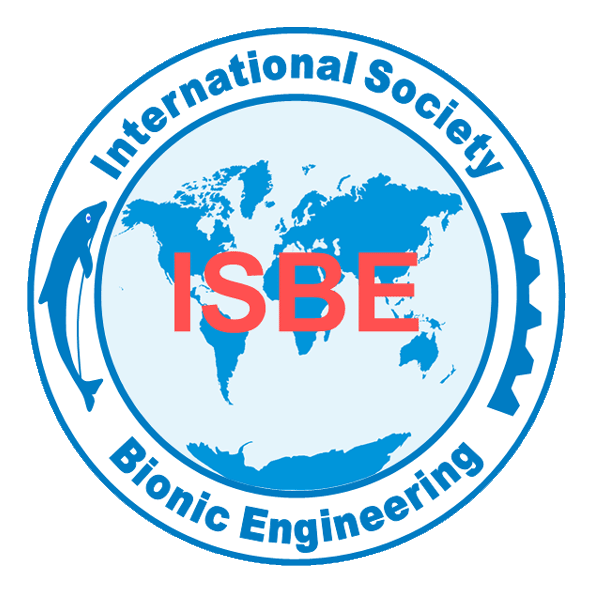 International Society
ISBE
Bionic Engineering